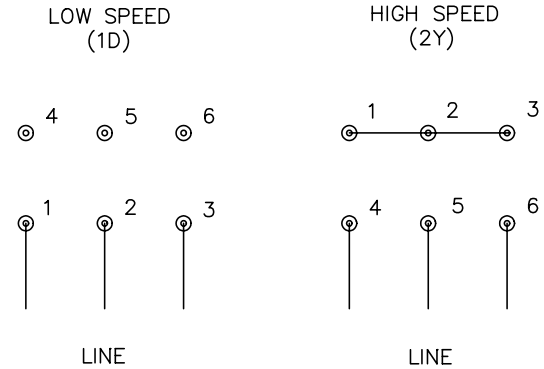 LOW SPEED
(1D)
4 5 6
1 2 3
LINE
HIGH SPEED
(2Y)
1 2 3
4 5 6
LINE